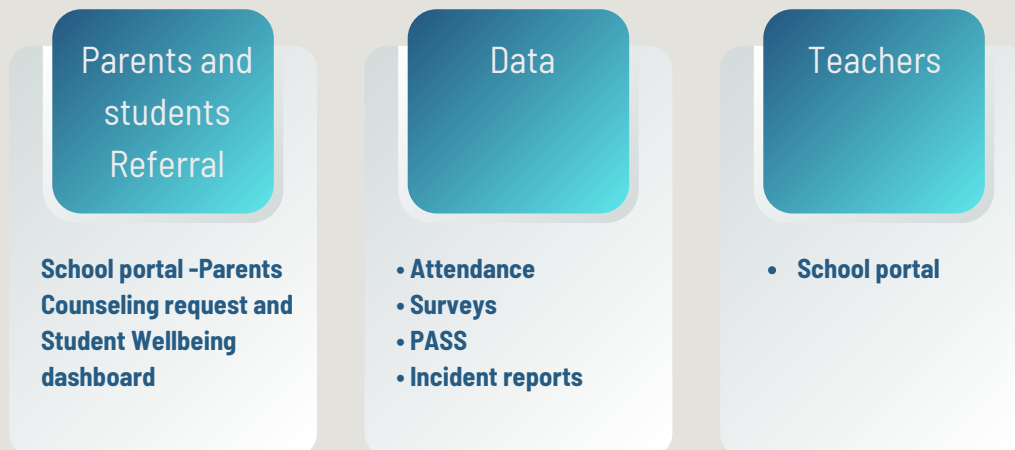 Parents and
students
Referral
School portal -Parents
Counseling request and
Student Wellbeing
dashboard
Data
• Attendance
• Surveys
• PASS
• Incident reports
Teachers
• School portal